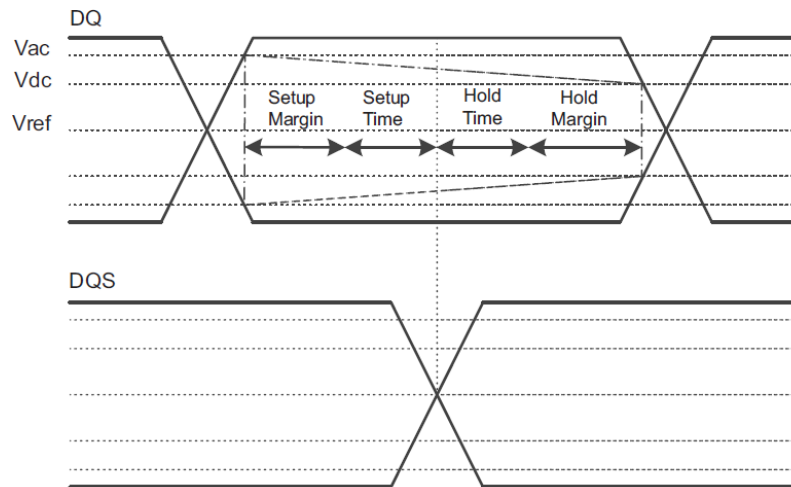 DQ
Vac
Vdc
Vref
Setup Margin
Setup Time
Hold Time
Hold Margin
DQS